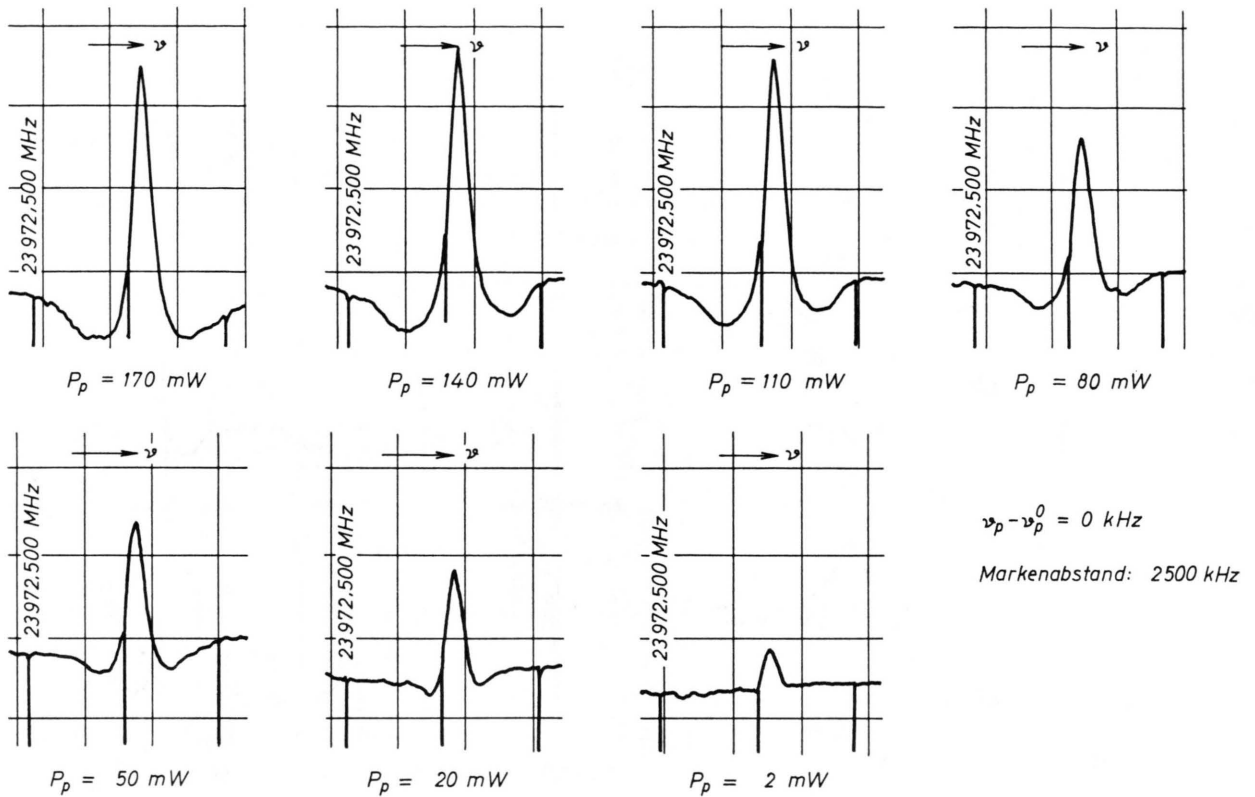 ν
23 972.500 MHz
P_p = 170 mW
ν
23 972.500 MHz
P_p = 140 mW
ν
23 972.500 MHz
P_p = 110 mW
ν
23 972.500 MHz
P_p = 80 mW
ν
23 972.500 MHz
P_p = 50 mW
ν
23 972.500 MHz
P_p = 20 mW
ν
23 972.500 MHz
P_p = 2 mW
ν_p - ν_p^0 = 0 kHz
Markenabstand: 2500 kHz